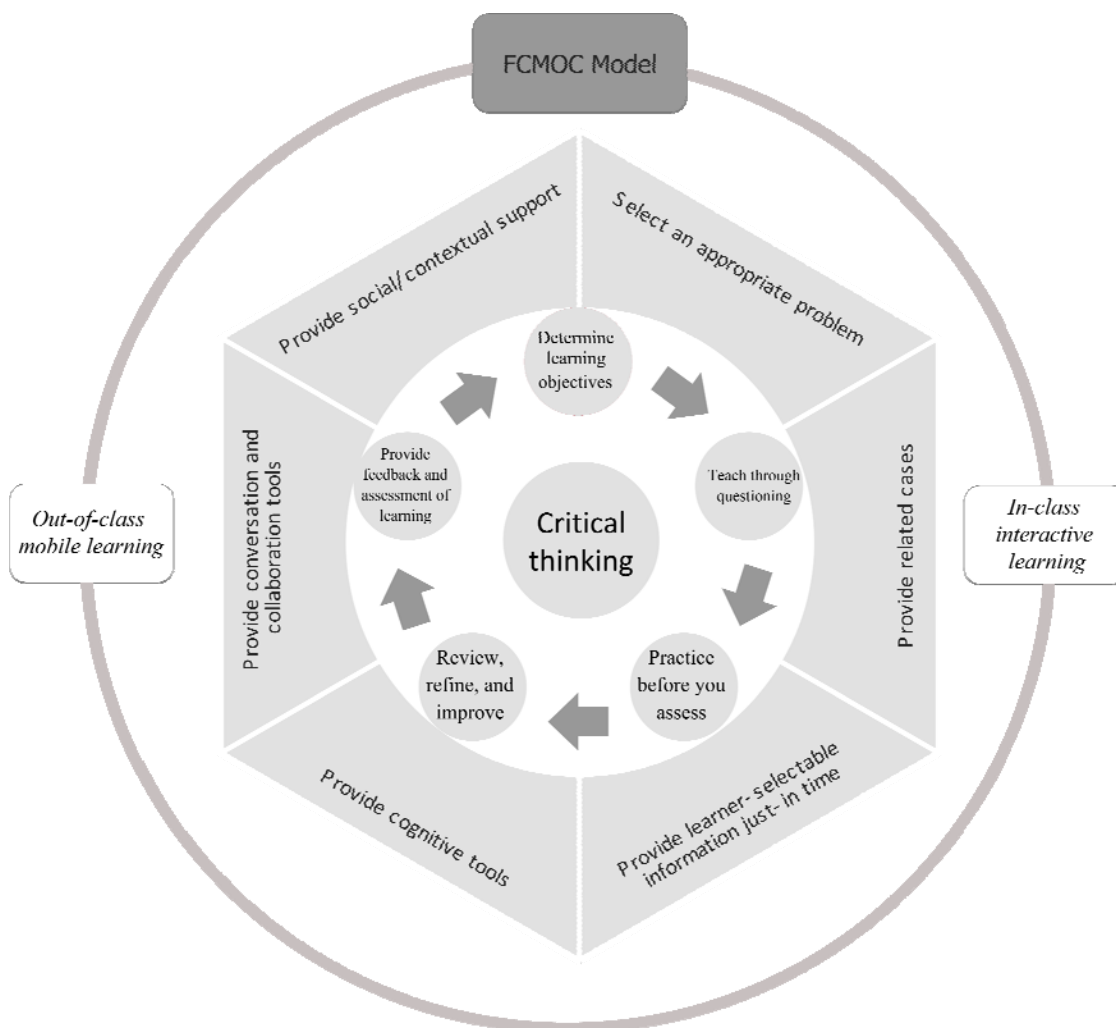 FCMOC Model
Provide social/contextual support
Select an appropriate
problem
Determine
learning
objectives
Provide
feedback and
assessment of
learning
Teach through
questioning
Critical
thinking
Out-of-class
mobile learning
Provide conversation and
collaboration tools
In-class
interactive
learning
Provide related cases
Review,
refine, and
improve
Practice
before you
assess
Provide cognitive tools
Provide learner- selectable
information just- in time